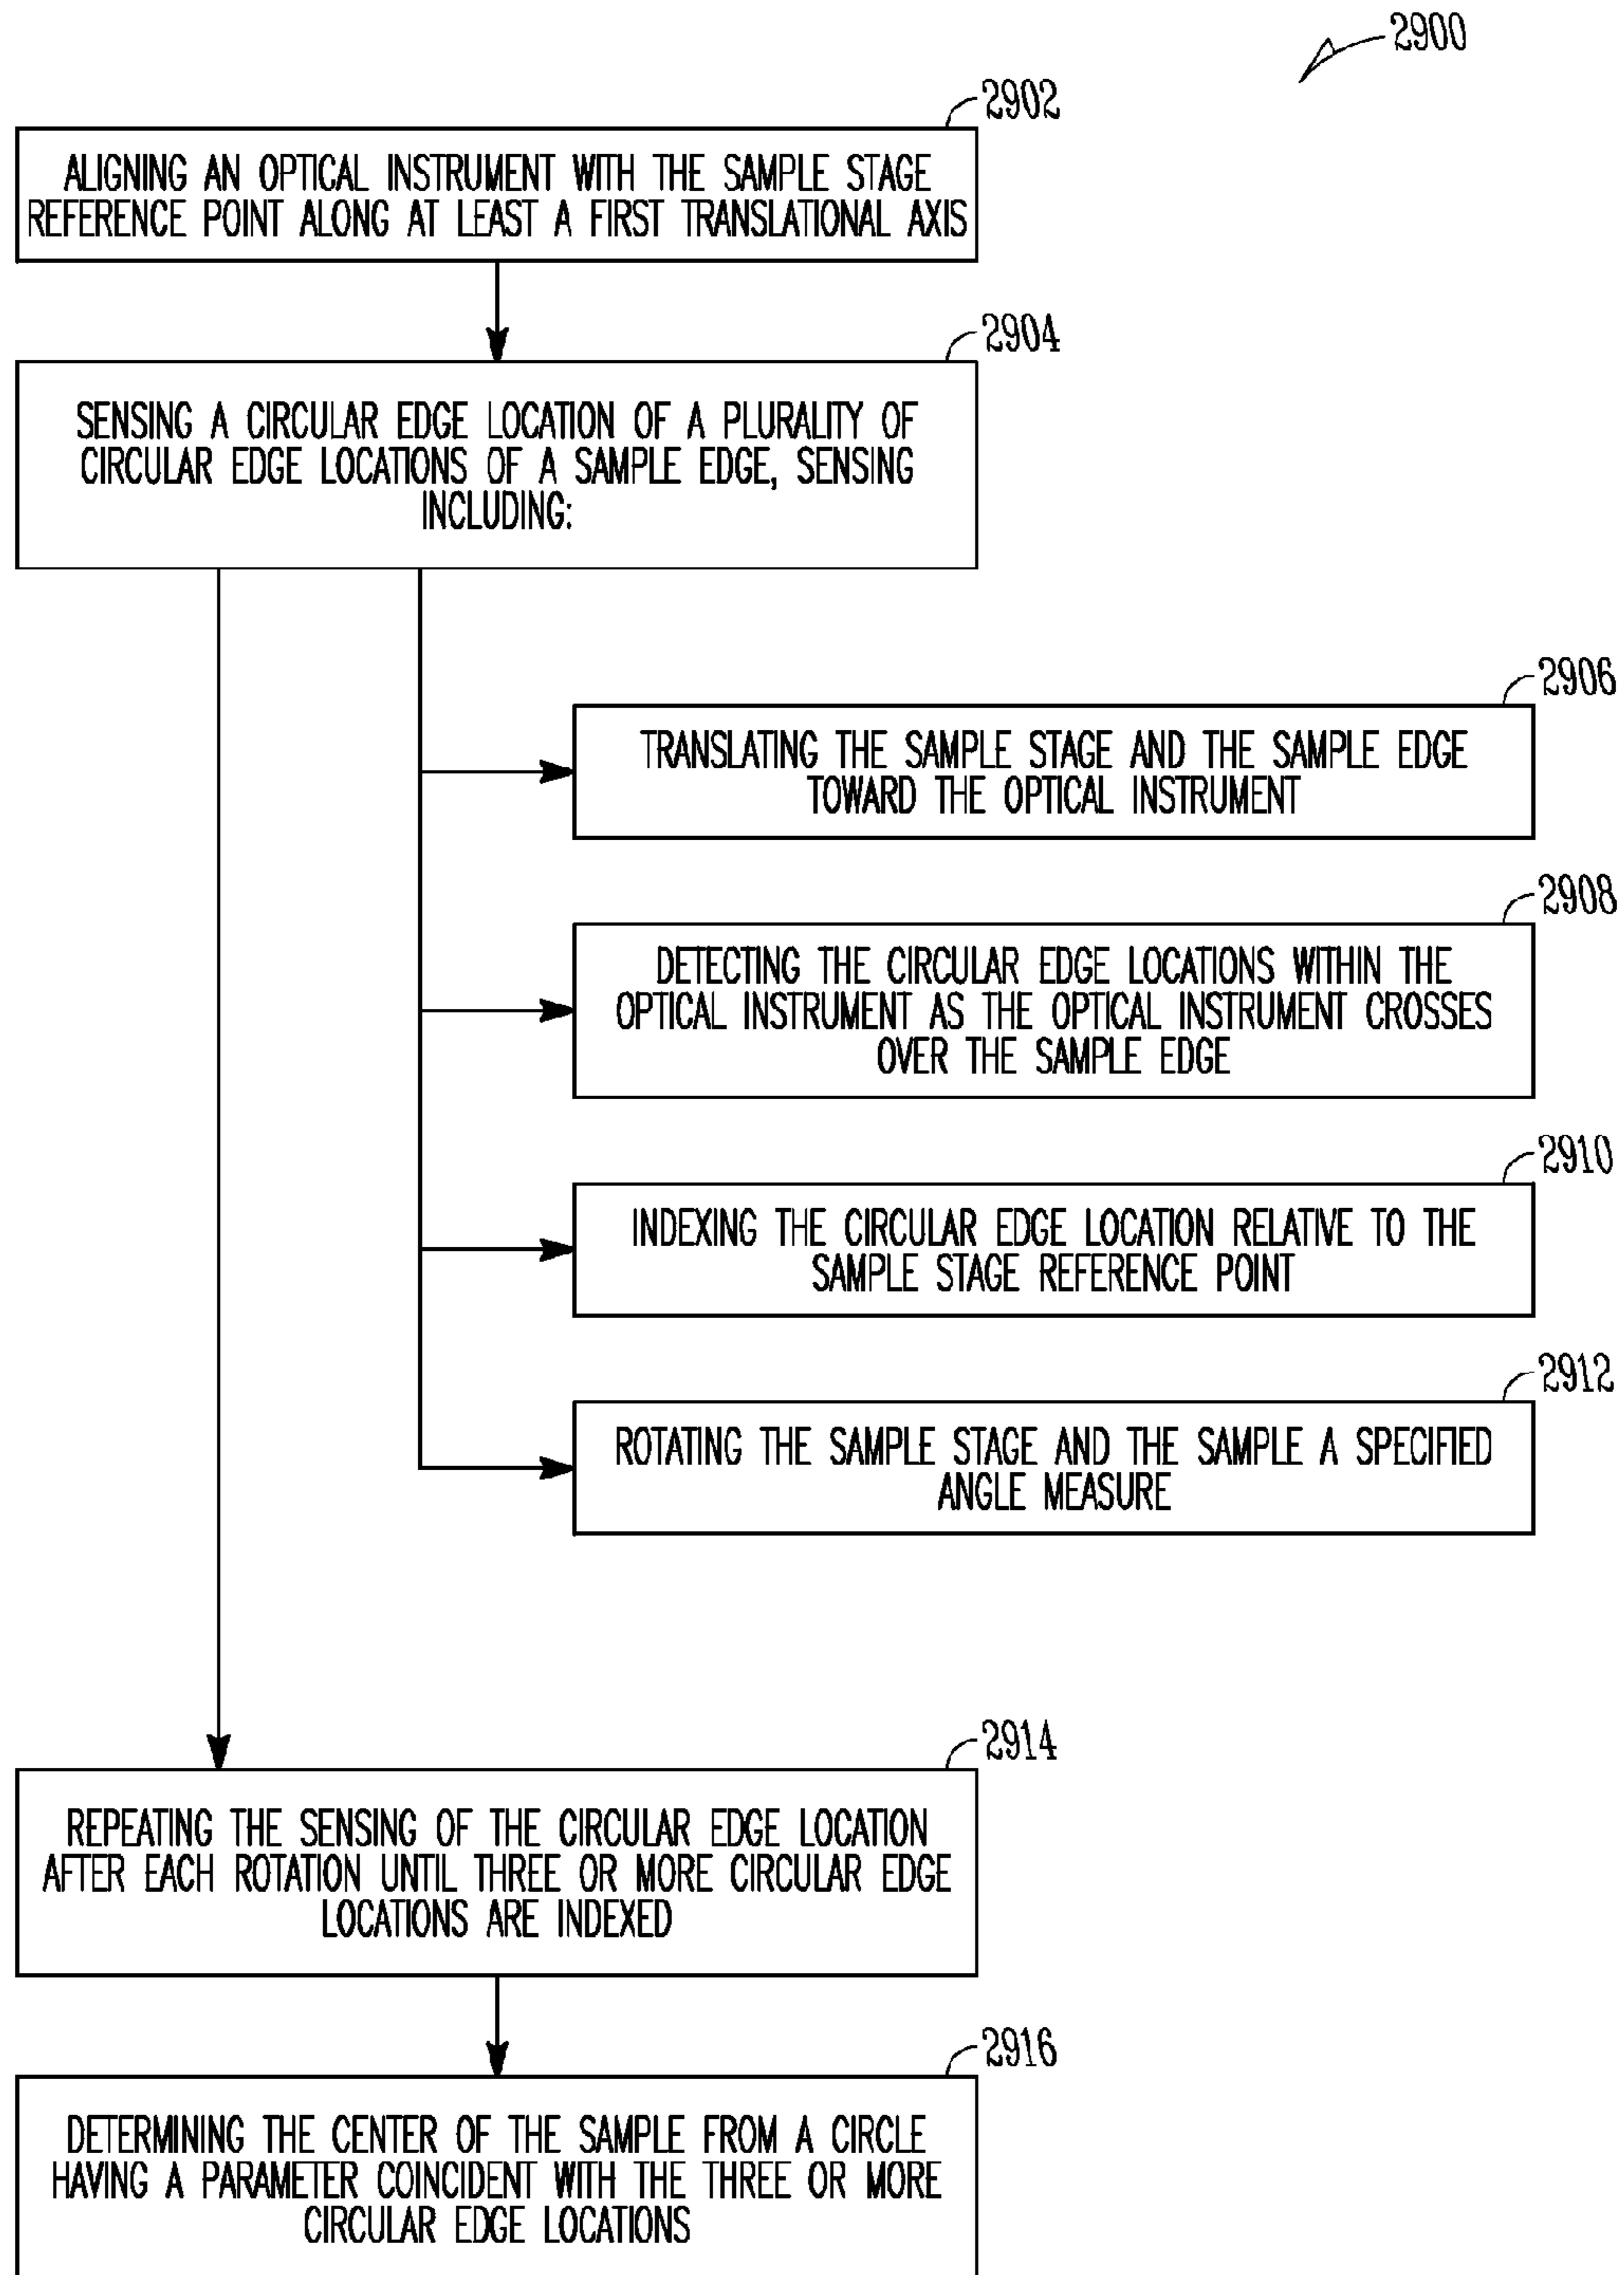 2900
2902
ALIGNING AN OPTICAL INSTRUMENT WITH THE SAMPLE STAGE
REFERENCE POINT ALONG AT LEAST A FIRST TRANSLATIONAL AXIS
2904
SENSING A CIRCULAR EDGE LOCATION OF A PLURALITY OF
CIRCULAR EDGE LOCATIONS OF A SAMPLE EDGE, SENSING
INCLUDING:
2906
TRANSLATING THE SAMPLE STAGE AND THE SAMPLE EDGE
TOWARD THE OPTICAL INSTRUMENT
2908
DETECTING THE CIRCULAR EDGE LOCATIONS WITHIN THE
OPTICAL INSTRUMENT AS THE OPTICAL INSTRUMENT CROSSES
OVER THE SAMPLE EDGE
2910
INDEXING THE CIRCULAR EDGE LOCATION RELATIVE TO THE
SAMPLE STAGE REFERENCE POINT
2912
ROTATING THE SAMPLE STAGE AND THE SAMPLE A SPECIFIED
ANGLE MEASURE
2914
REPEATING THE SENSING OF THE CIRCULAR EDGE LOCATION
AFTER EACH ROTATION UNTIL THREE OR MORE CIRCULAR EDGE
LOCATIONS ARE INDEXED
2916
DETERMINING THE CENTER OF THE SAMPLE FROM A CIRCLE
HAVING A PARAMETER COINCIDENT WITH THE THREE OR MORE
CIRCULAR EDGE LOCATIONS